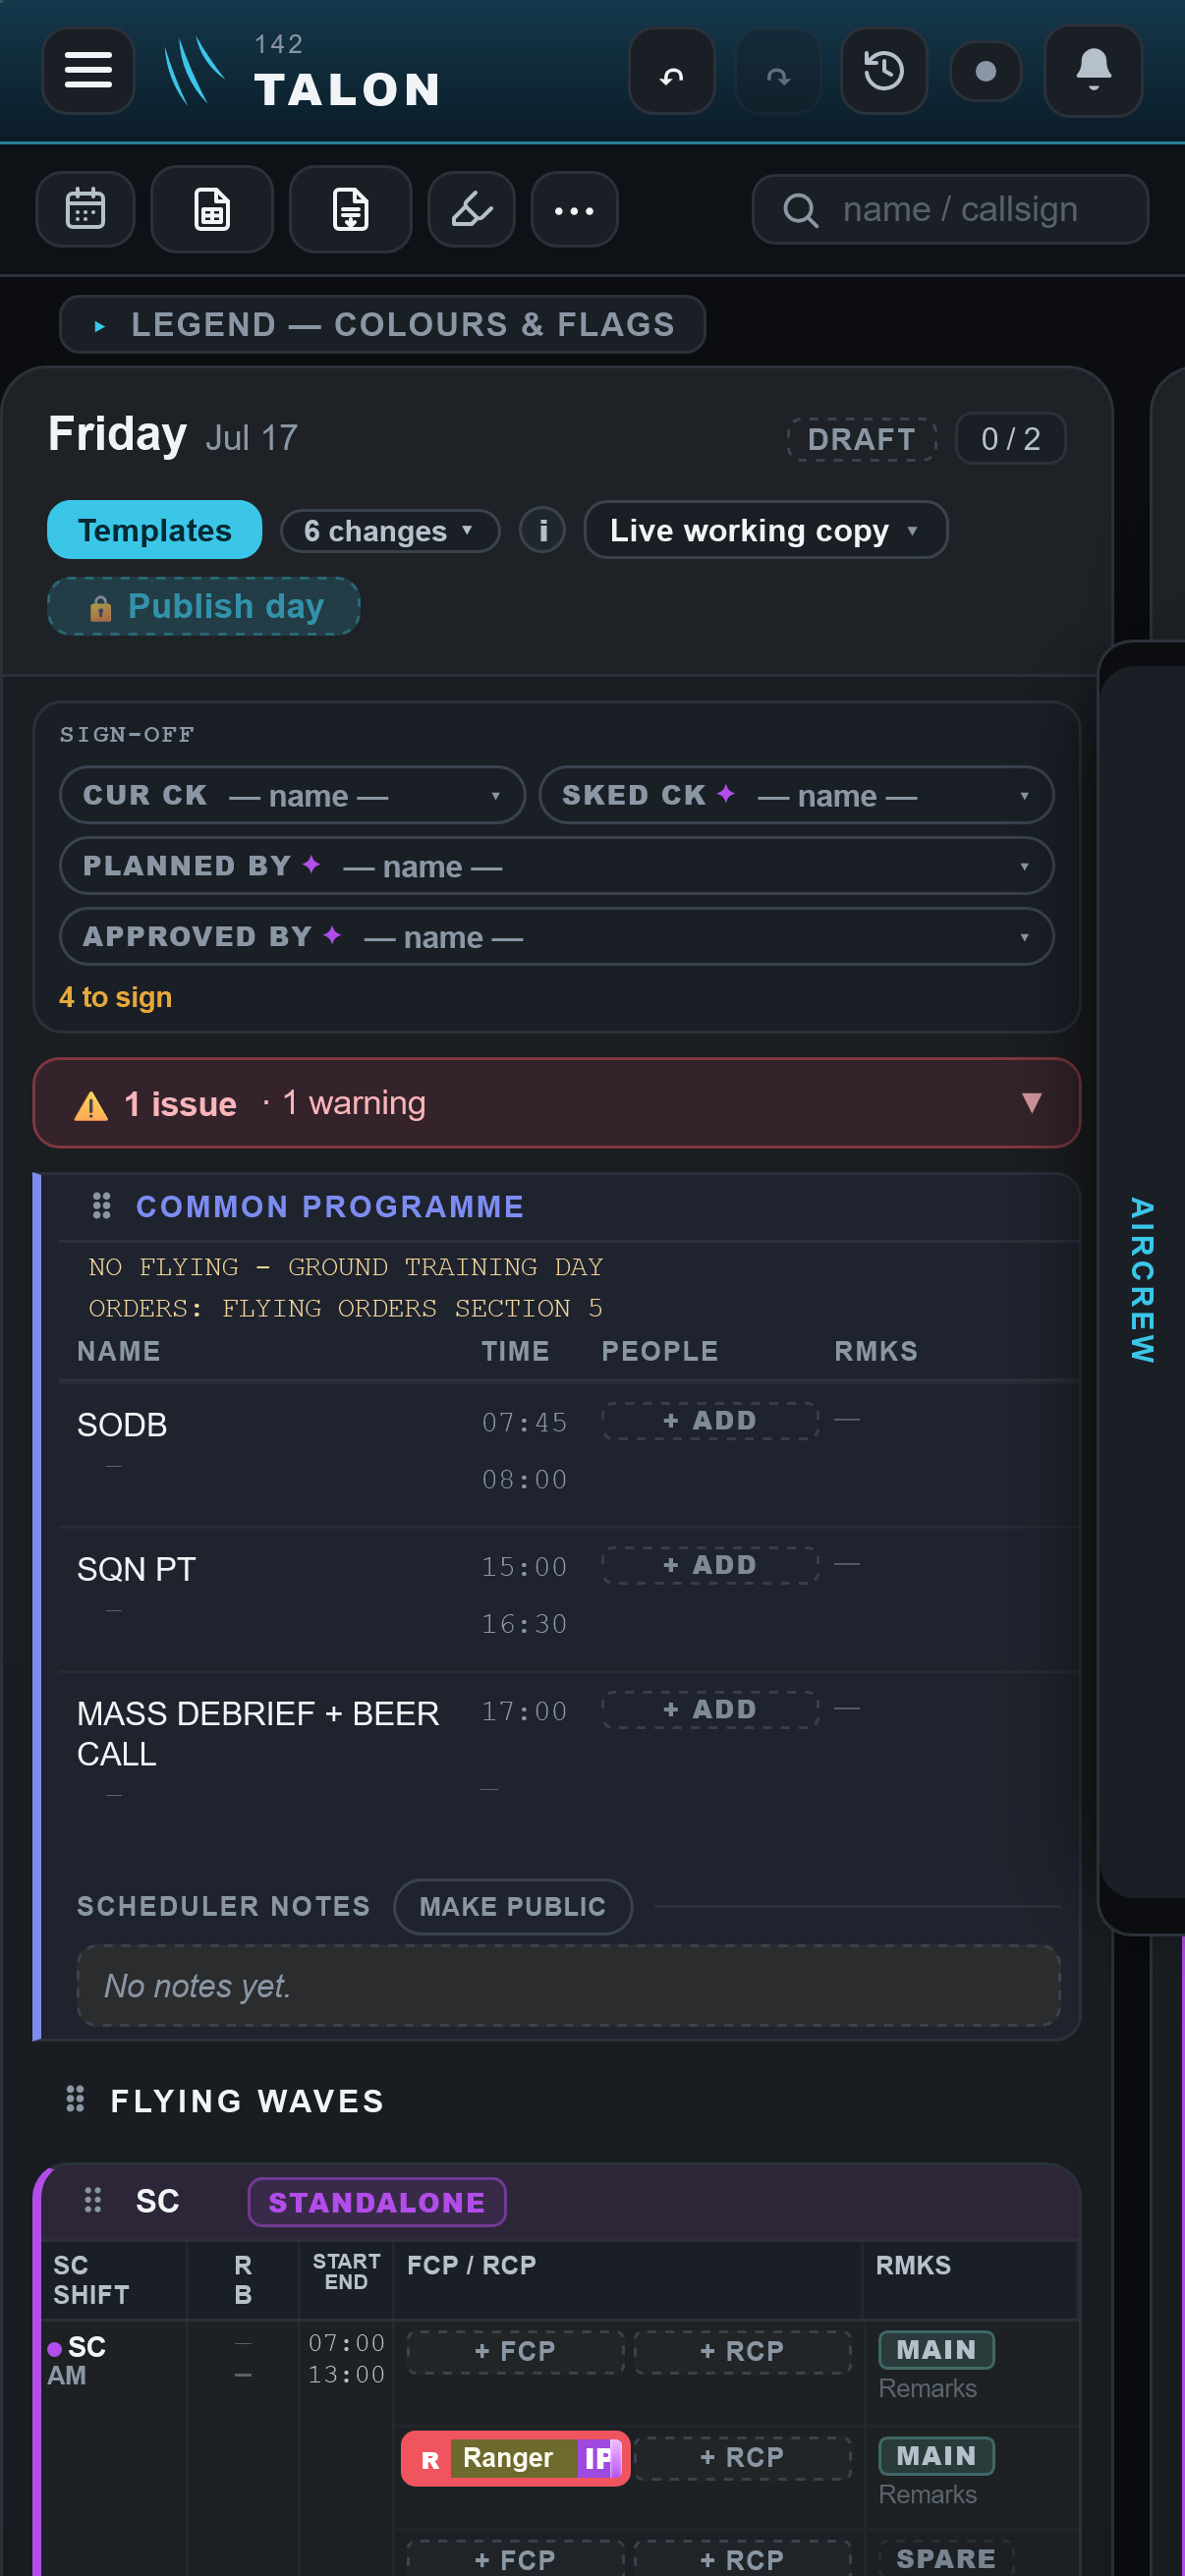 142
TALON
name / callsign
LEGEND — COLOURS & FLAGS
Friday Jul 17 DRAFT 0 / 2
Templates 6 changes ▾ i Live working copy ▾
Publish day
SIGN-OFF
CUR CK — name — ▾ SKED CK ✦ — name — ▾
PLANNED BY ✦ — name — ▾
APPROVED BY ✦ — name — ▾
4 to sign
1 issue · 1 warning ▼
AIRCREW
COMMON PROGRAMME
NO FLYING - GROUND TRAINING DAY
ORDERS: FLYING ORDERS SECTION 5
NAME TIME PEOPLE RMKS
SODB 07:45 + ADD —
— 08:00
SQN PT 15:00 + ADD —
— 16:30
MASS DEBRIEF + BEER 17:00 + ADD —
CALL
— —
SCHEDULER NOTES MAKE PUBLIC
No notes yet.
FLYING WAVES
SC STANDALONE
SC R START FCP / RCP RMKS
SHIFT B END
SC — 07:00 + FCP + RCP MAIN
AM — 13:00 Remarks
R Ranger IP + RCP MAIN
Remarks
+ FCP + RCP SPARE